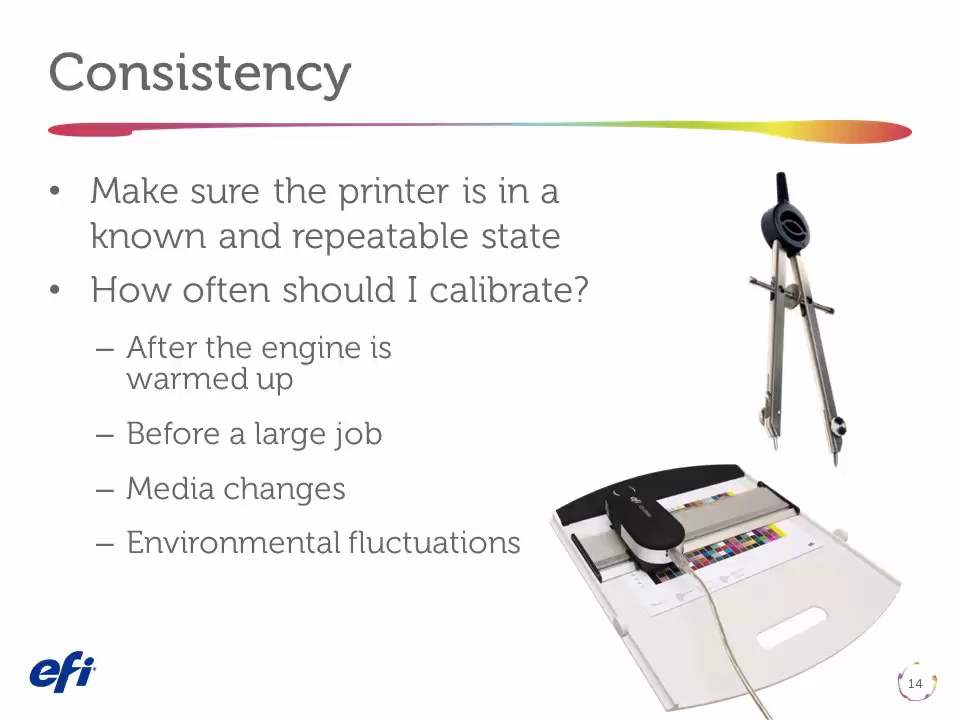 Consistency
• Make sure the printer is in a
known and repeatable state
• How often should I calibrate?
– After the engine is
warmed up
– Before a large job
– Media changes
– Environmental fluctuations
efi
efi
14